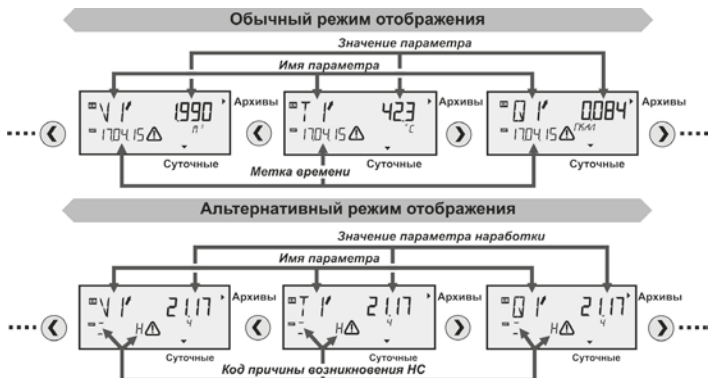 Обычный режим отображения
Значение параметра
Имя параметра
V 1' 1.990 Архивы T 1' 42.3 Архивы Q 1' 0.084 Архивы
м³ °C ГКАЛ
17.04.15 17.04.15 17.04.15
Суточные Метка времени Суточные Суточные
Альтернативный режим отображения
Значение параметра наработки
Имя параметра
V 1' 21.17 Архивы T 1' 21.17 Архивы Q 1' 21.17 Архивы
Ч Ч Ч
H H H
Суточные Код причины возникновения НС Суточные Суточные